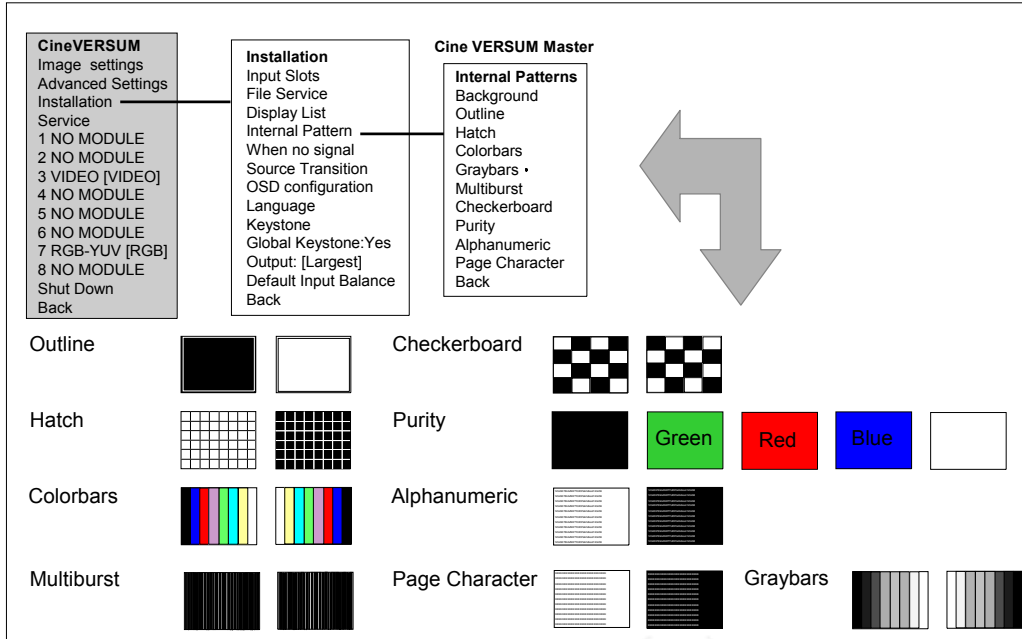 CineVERSUM
Image settings
Advanced Settings
Installation
Service
1 NO MODULE
2 NO MODULE
3 VIDEO [VIDEO]
4 NO MODULE
5 NO MODULE
6 NO MODULE
7 RGB-YUV [RGB]
8 NO MODULE
Shut Down
Back
Installation
Input Slots
File Service
Display List
Internal Pattern
When no signal
Source Transition
OSD configuration
Language
Keystone
Global Keystone:Yes
Output: [Largest]
Default Input Balance
Back
Cine VERSUM Master
Internal Patterns
Background
Outline
Hatch
Colorbars
Graybars •
Multiburst
Checkerboard
Purity
Alphanumeric
Page Character
Back
Outline
Checkerboard
Hatch
Purity
Green
Red
Blue
Colorbars
Alphanumeric
Multiburst
Page Character
Graybars